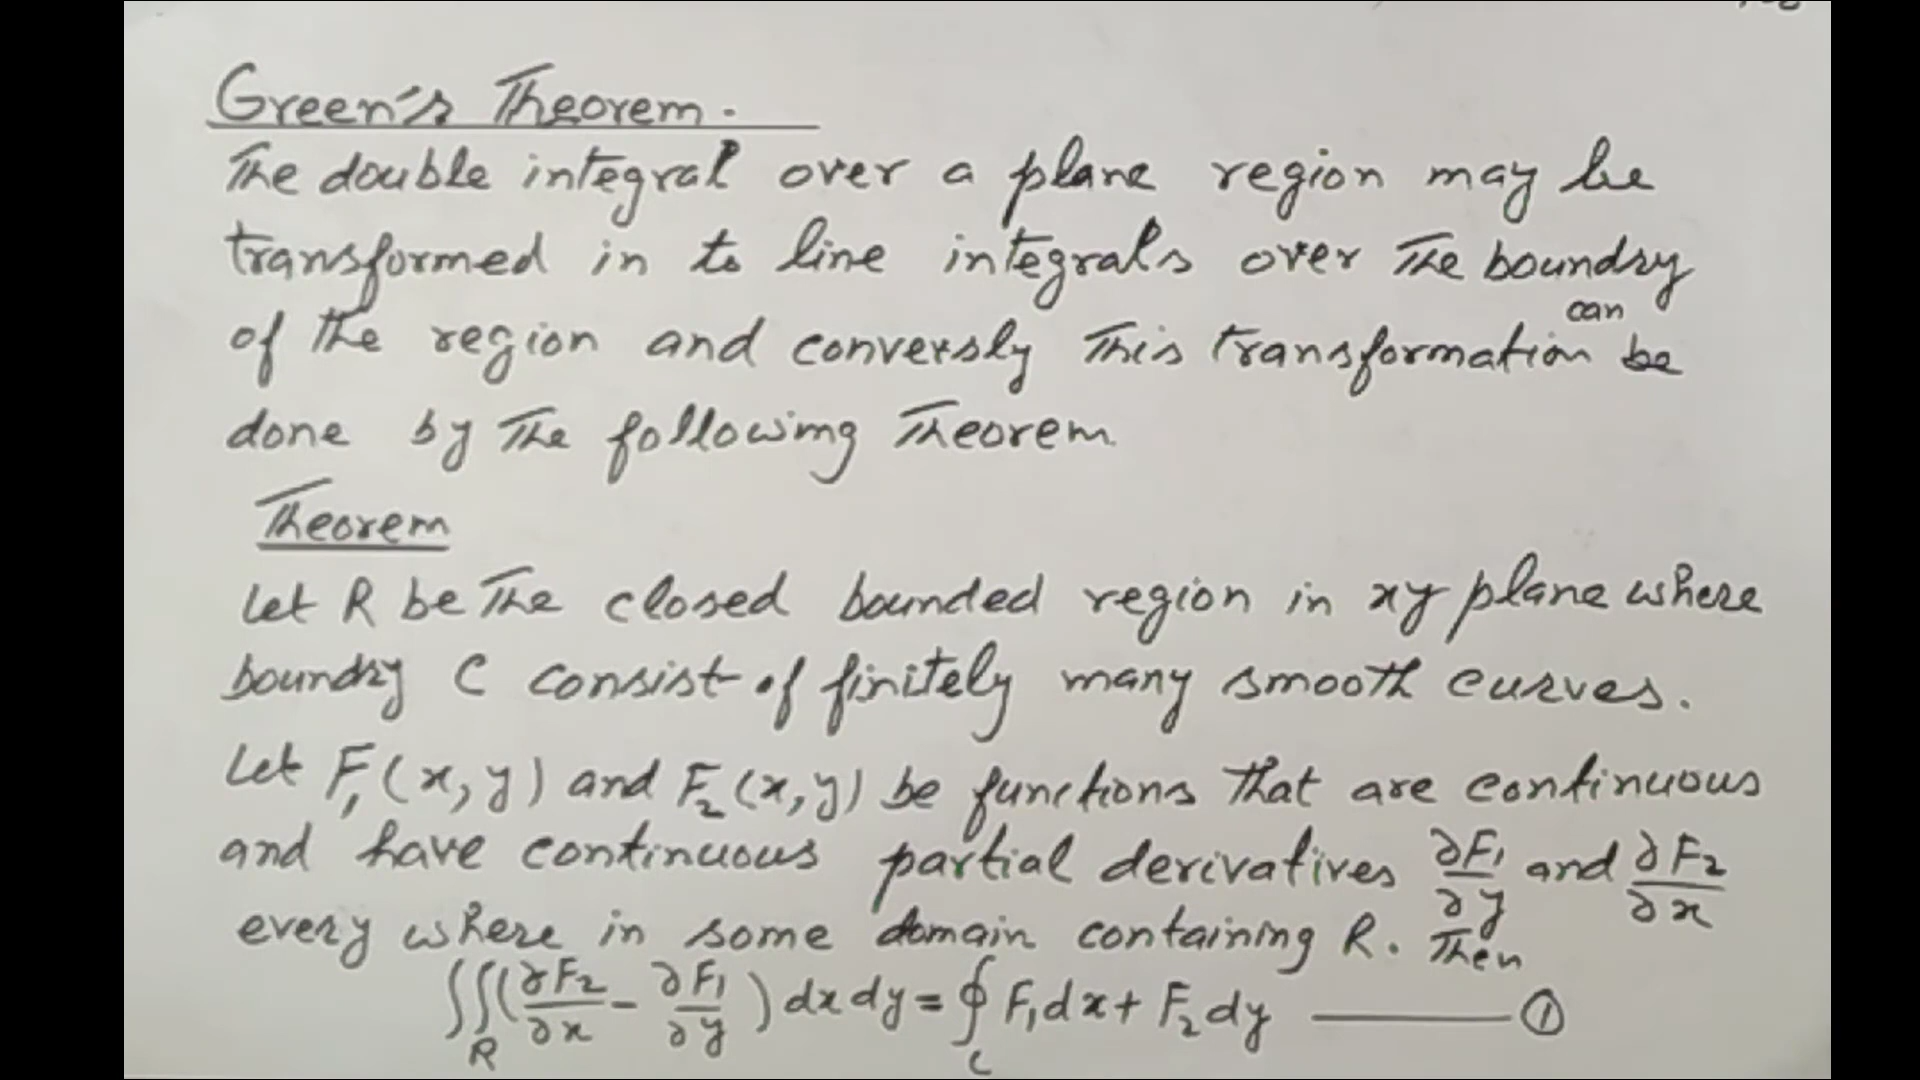 Green's Theorem.
The double integral over a plane region may be
transformed in to line integrals over The boundry
can
of the region and conversly This transformation be
done by The following Theorem
Theorem
Let R be The closed bounded region in xy plane where
boundry C consist of finitely many smooth curves.
Let F₁(x,y) and F₂(x,y) be functions that are continuous
and have continuous partial derivatives ∂F₁/∂y and ∂F₂/∂x
every where in some domain containing R. Then
∬_R (∂F₂/∂x - ∂F₁/∂y) dx dy = ∮_C F₁dx + F₂dy ——— ①